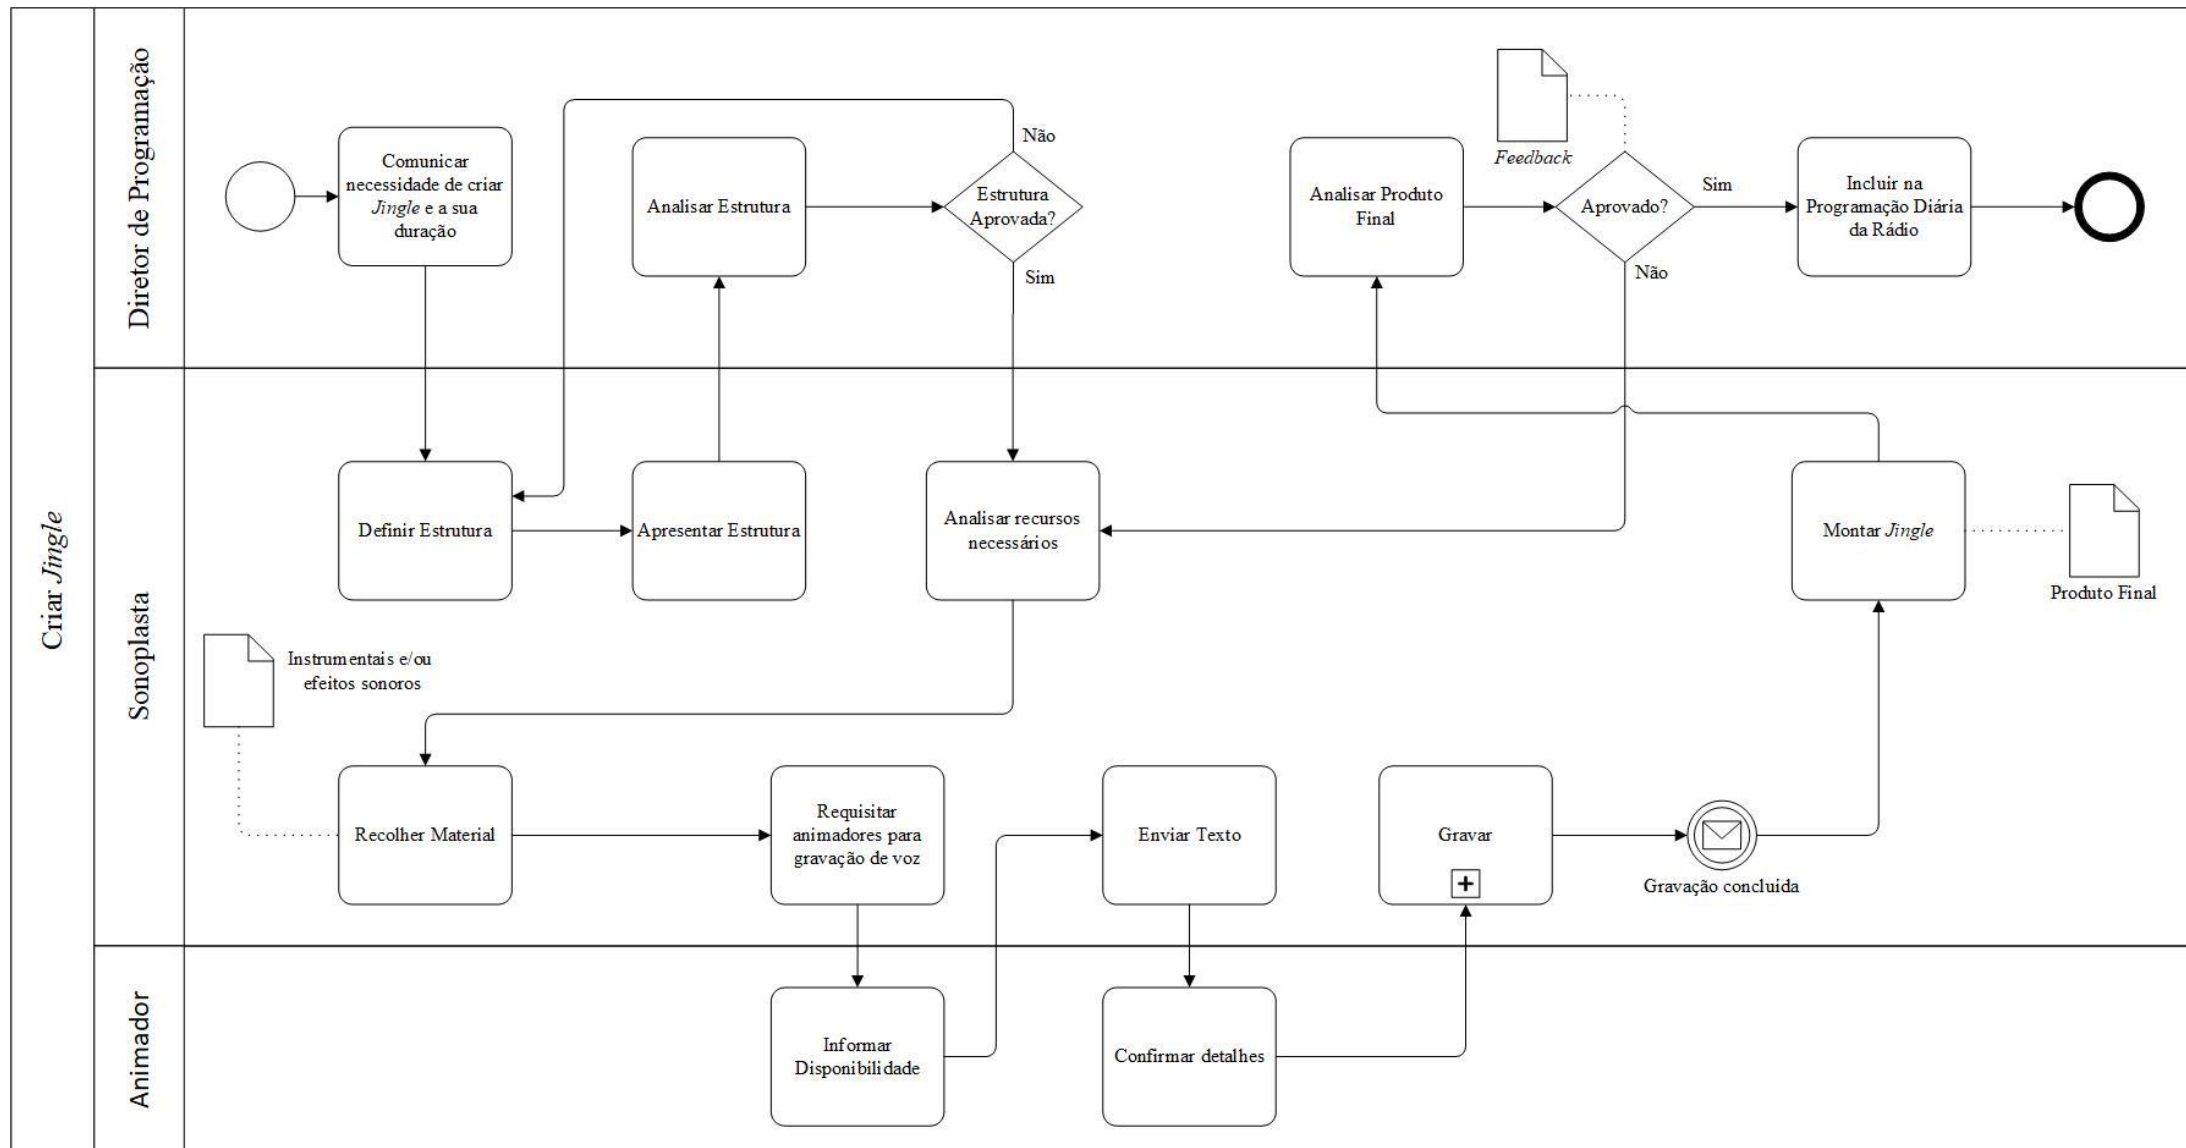 Criar Jingle
Diretor de Programação
Comunicar
necessidade de criar
Jingle e a sua
duração
Analisar Estrutura
Não
Estrutura
Aprovada?
Sim
Analisar Produto
Final
Feedback
Aprovado?
Sim
Não
Incluir na
Programação Diária
da Rádio
Sonoplasta
Definir Estrutura
Apresentar Estrutura
Analisar recursos
necessários
Montar Jingle
Produto Final
Instrumentais e/ou
efeitos sonoros
Recolher Material
Requisitar
animadores para
gravação de voz
Enviar Texto
Gravar
Gravação concluída
Animador
Informar
Disponibilidade
Confirmar detalhes